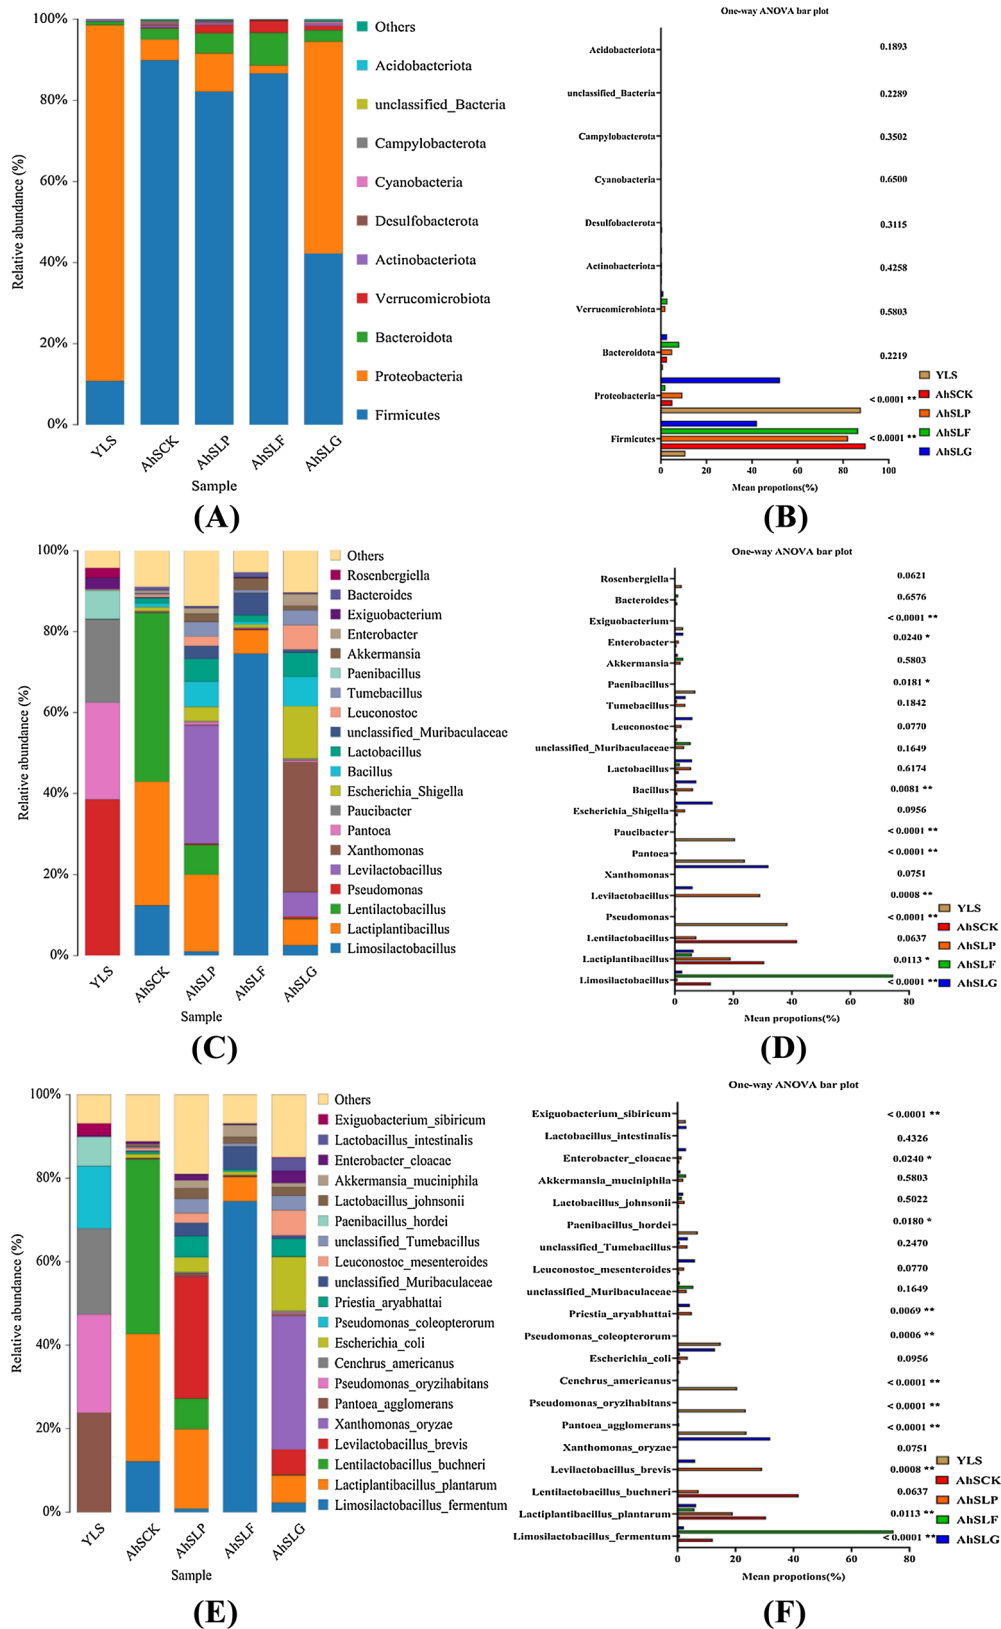 100%
80%
60%
40%
20%
0%
Relative abundance (%)
YLS
AhSCK
AhSLP
AhSLF
AhSLG
Sample
Others
Acidobacteriota
unclassified_Bacteria
Campylobacterota
Cyanobacteria
Desulfobacterota
Actinobacteriota
Verrucomicrobiota
Bacteroidota
Proteobacteria
Firmicutes
(A)
One-way ANOVA bar plot
Acidobacteriota 0.1893
unclassified_Bacteria 0.2289
Campylobacterota 0.3502
Cyanobacteria 0.6500
Desulfobacterota 0.3115
Actinobacteriota 0.4258
Verrucomicrobiota 0.5803
Bacteroidota 0.2219
Proteobacteria < 0.0001 **
Firmicutes < 0.0001 **
0 20 40 60 80 100
Mean propotions(%)
YLS
AhSCK
AhSLP
AhSLF
AhSLG
(B)
100%
80%
60%
40%
20%
0%
Relative abundance (%)
YLS
AhSCK
AhSLP
AhSLF
AhSLG
Sample
Others
Rosenbergiella
Bacteroides
Exiguobacterium
Enterobacter
Akkermansia
Paenibacillus
Tumebacillus
Leuconostoc
unclassified_Muribaculaceae
Lactobacillus
Bacillus
Escherichia_Shigella
Paucibacter
Pantoea
Xanthomonas
Levilactobacillus
Pseudomonas
Lentilactobacillus
Lactiplantibacillus
Limosilactobacillus
(C)
One-way ANOVA bar plot
Rosenbergiella 0.0621
Bacteroides 0.6576
Exiguobacterium < 0.0001 **
Enterobacter 0.0240 *
Akkermansia 0.5803
Paenibacillus 0.0181 *
Tumebacillus 0.1842
Leuconostoc 0.0770
unclassified_Muribaculaceae 0.1649
Lactobacillus 0.6174
Bacillus 0.0081 **
Escherichia_Shigella 0.0956
Paucibacter < 0.0001 **
Pantoea < 0.0001 **
Xanthomonas 0.0751
Levilactobacillus 0.0008 **
Pseudomonas < 0.0001 **
Lentilactobacillus 0.0637
Lactiplantibacillus 0.0113 *
Limosilactobacillus < 0.0001 **
0 20 40 60 80
Mean propotions(%)
YLS
AhSCK
AhSLP
AhSLF
AhSLG
(D)
100%
80%
60%
40%
20%
0%
Relative abundance (%)
YLS
AhSCK
AhSLP
AhSLF
AhSLG
Sample
Others
Exiguobacterium_sibiricum
Lactobacillus_intestinalis
Enterobacter_cloacae
Akkermansia_muciniphila
Lactobacillus_johnsonii
Paenibacillus_hordei
unclassified_Tumebacillus
Leuconostoc_mesenteroides
unclassified_Muribaculaceae
Priestia_aryabhattai
Pseudomonas_coleopterorum
Escherichia_coli
Cenchrus_americanus
Pseudomonas_oryzihabitans
Pantoea_agglomerans
Xanthomonas_oryzae
Levilactobacillus_brevis
Lentilactobacillus_buchneri
Lactiplantibacillus_plantarum
Limosilactobacillus_fermentum
(E)
One-way ANOVA bar plot
Exiguobacterium_sibiricum < 0.0001 **
Lactobacillus_intestinalis 0.4326
Enterobacter_cloacae 0.0240 *
Akkermansia_muciniphila 0.5803
Lactobacillus_johnsonii 0.5022
Paenibacillus_hordei 0.0180 *
unclassified_Tumebacillus 0.2470
Leuconostoc_mesenteroides 0.0770
unclassified_Muribaculaceae 0.1649
Priestia_aryabhattai 0.0069 **
Pseudomonas_coleopterorum 0.0006 **
Escherichia_coli 0.0956
Cenchrus_americanus < 0.0001 **
Pseudomonas_oryzihabitans < 0.0001 **
Pantoea_agglomerans < 0.0001 **
Xanthomonas_oryzae 0.0751
Levilactobacillus_brevis 0.0008 **
Lentilactobacillus_buchneri 0.0637
Lactiplantibacillus_plantarum 0.0113 **
Limosilactobacillus_fermentum < 0.0001 **
0 20 40 60 80
Mean propotions(%)
YLS
AhSCK
AhSLP
AhSLF
AhSLG
(F)